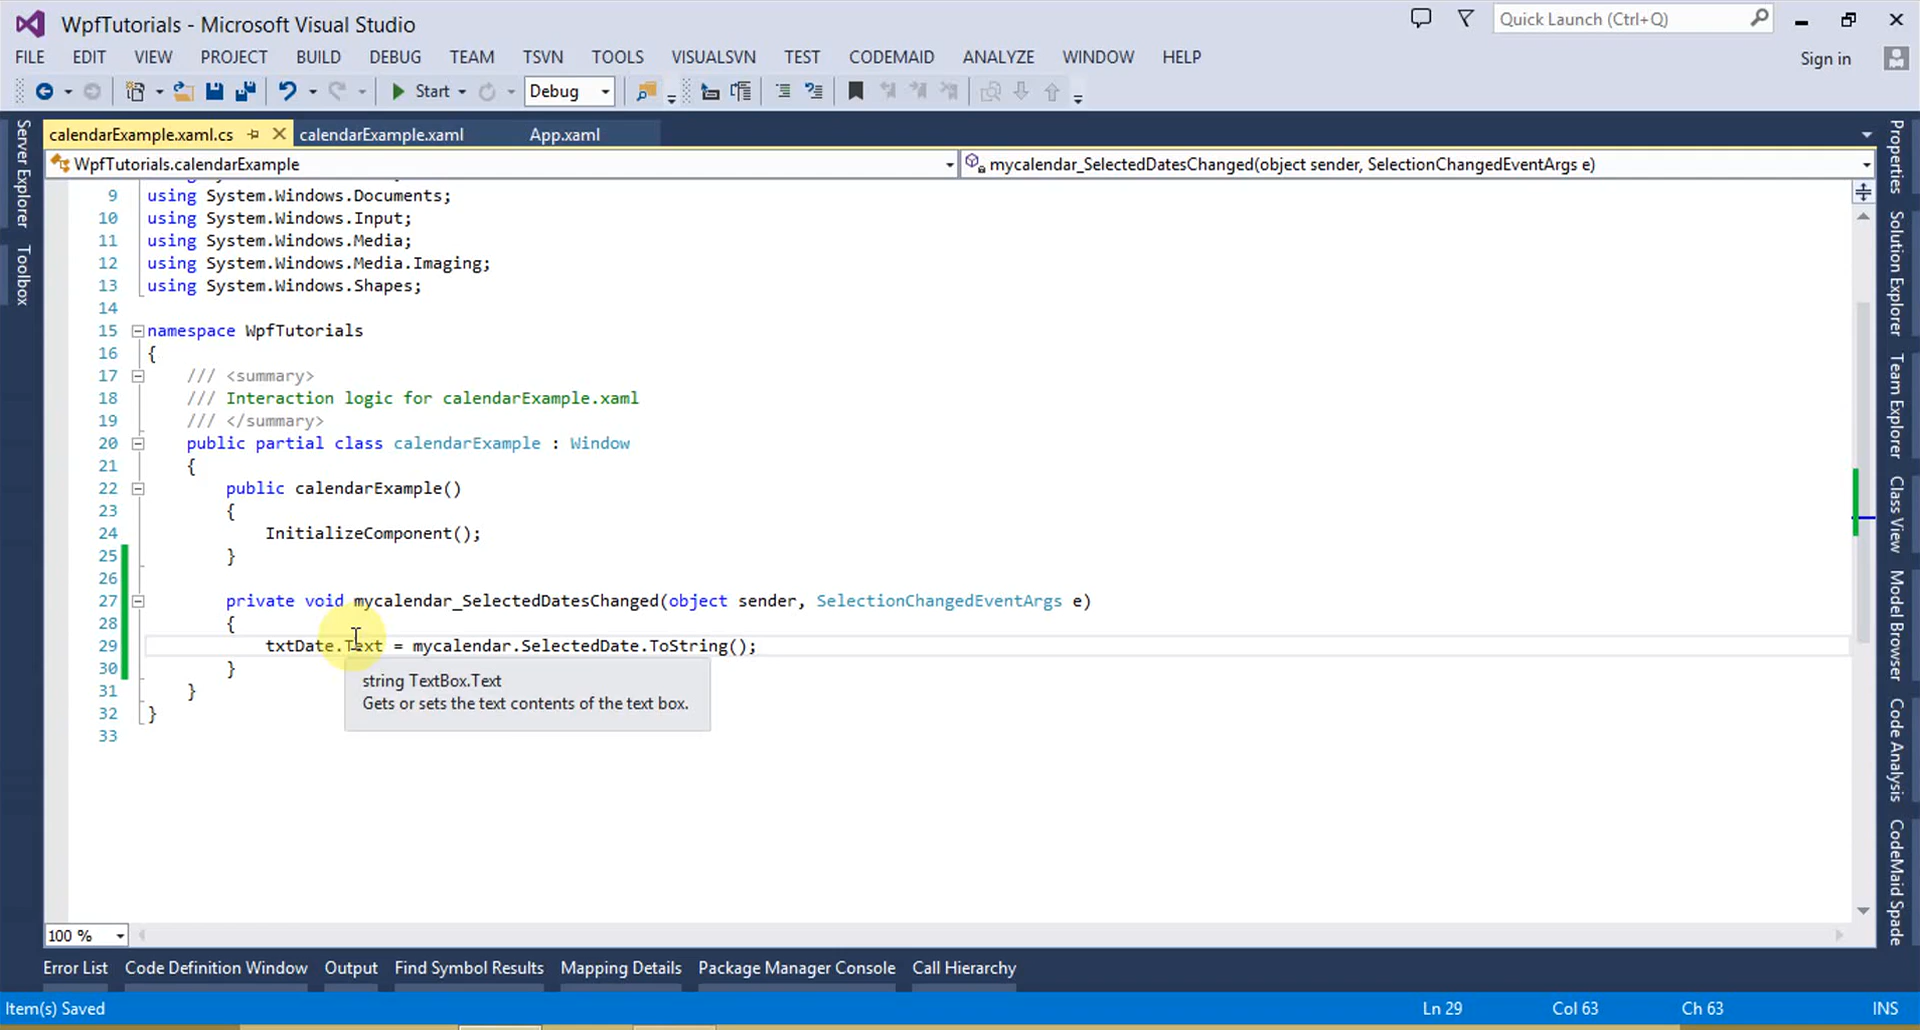 WpfTutorials - Microsoft Visual Studio
Quick Launch (Ctrl+Q)
FILE EDIT VIEW PROJECT BUILD DEBUG TEAM TSVN TOOLS VISUALSVN TEST CODEMAID ANALYZE WINDOW HELP
Sign in
Start
Debug
calendarExample.xaml.cs
calendarExample.xaml
App.xaml
WpfTutorials.calendarExample
mycalendar_SelectedDatesChanged(object sender, SelectionChangedEventArgs e)
Server Explorer
Toolbox
9 using System.Windows.Documents;
10 using System.Windows.Input;
11 using System.Windows.Media;
12 using System.Windows.Media.Imaging;
13 using System.Windows.Shapes;
14
15 namespace WpfTutorials
16 {
17 /// <summary>
18 /// Interaction logic for calendarExample.xaml
19 /// </summary>
20 public partial class calendarExample : Window
21 {
22 public calendarExample()
23 {
24 InitializeComponent();
25 }
26
27 private void mycalendar_SelectedDatesChanged(object sender, SelectionChangedEventArgs e)
28 {
29 txtDate.Text = mycalendar.SelectedDate.ToString();
30 }
31 }
32 }
33
string TextBox.Text
Gets or sets the text contents of the text box.
Properties
Solution Explorer
Team Explorer
Class View
Model Browser
Code Analysis
CodeMaid Spade
100 %
Error List Code Definition Window Output Find Symbol Results Mapping Details Package Manager Console Call Hierarchy
Item(s) Saved
Ln 29
Col 63
Ch 63
INS